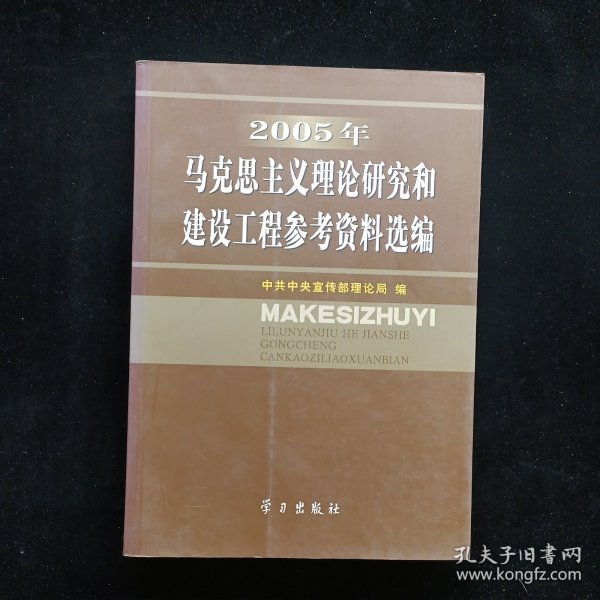 2005年
马克思主义理论研究和
建设工程参考资料选编
中共中央宣传部理论局 编
MAKESIZHUYI
LILUNYANJIU HE JIANSHE
GONGCHENG
CANKAOZILIAOXUANBIAN
学习出版社
孔夫子旧书网
www.kongfz.com